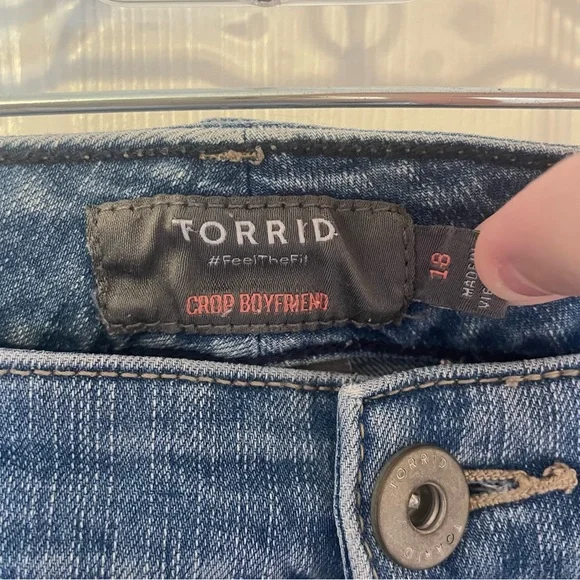 TORRID
#FeelTheFit
CROP BOYFRIEND
18
TORRID